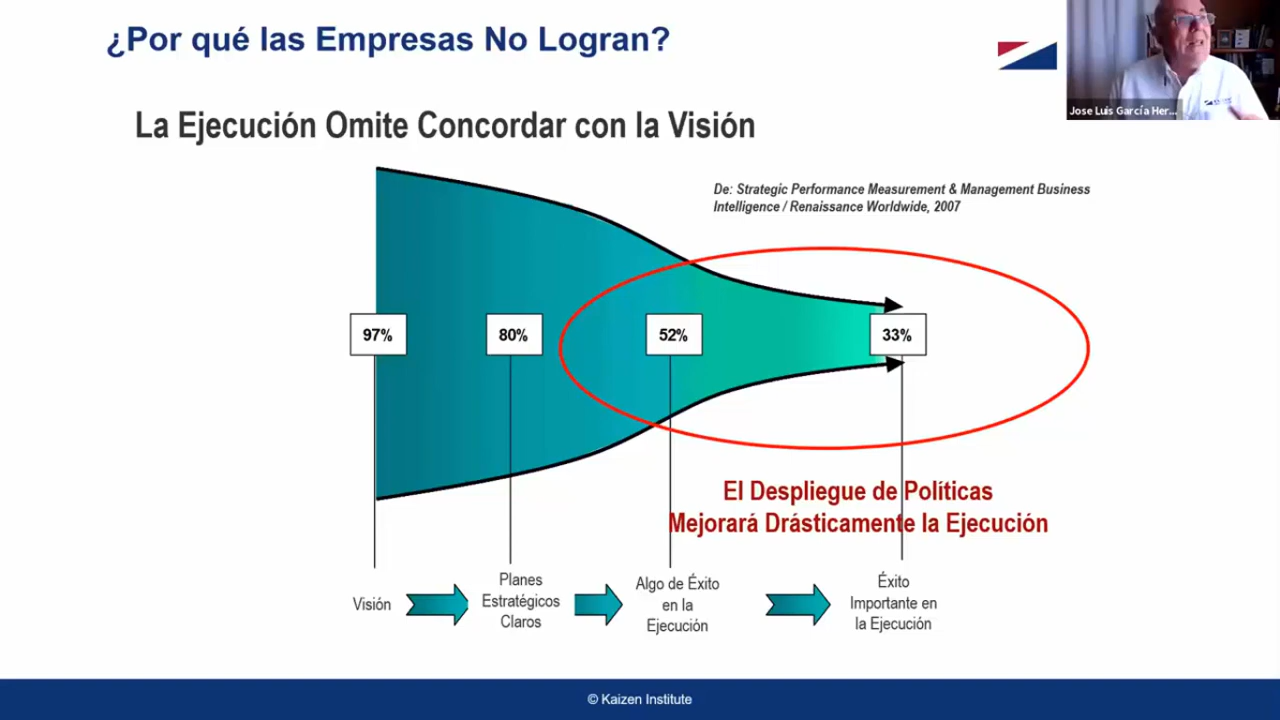 ¿Por qué las Empresas No Logran?
Jose Luis García Her...
La Ejecución Omite Concordar con la Visión
De: Strategic Performance Measurement & Management Business
Intelligence / Renaissance Worldwide, 2007
97%
80%
52%
33%
El Despliegue de Políticas
Mejorará Drásticamente la Ejecución
Visión
Planes
Estratégicos
Claros
Algo de Éxito
en la
Ejecución
Éxito
Importante en
la Ejecución
© Kaizen Institute